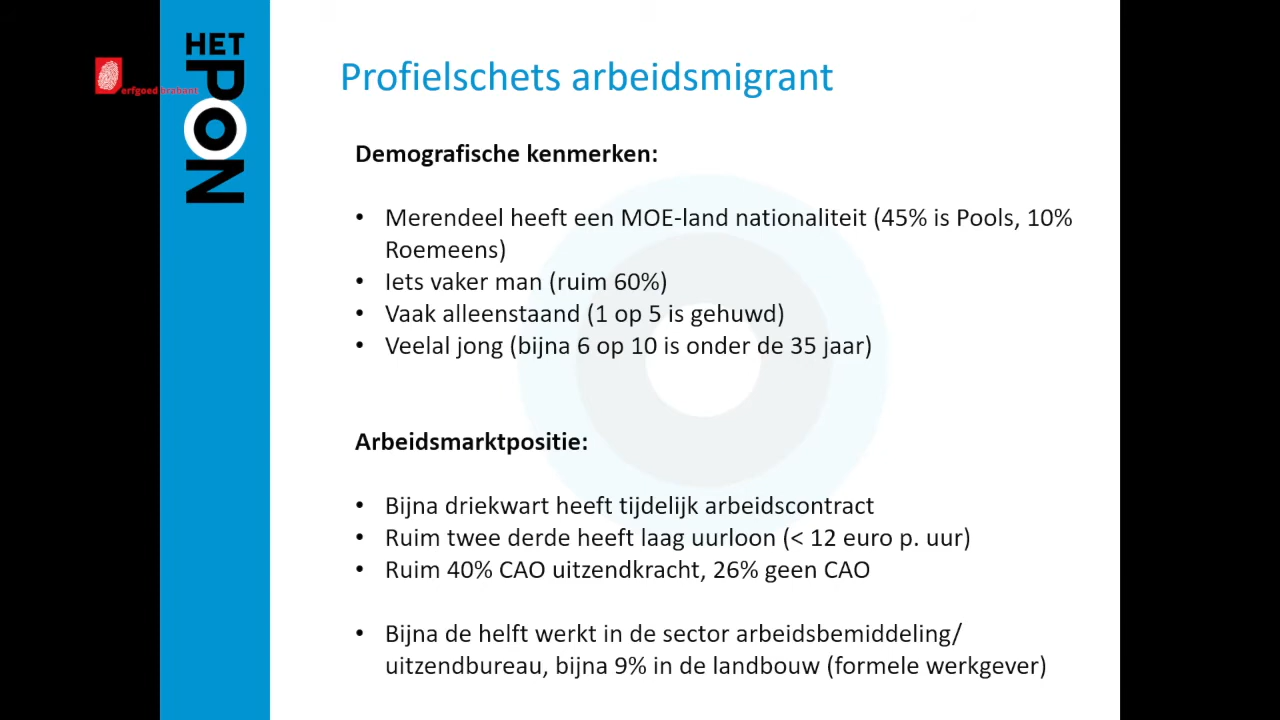 HET
PON
erfgoed brabant
Profielschets arbeidsmigrant
Demografische kenmerken:
• Merendeel heeft een MOE-land nationaliteit (45% is Pools, 10%
Roemeens)
• Iets vaker man (ruim 60%)
• Vaak alleenstaand (1 op 5 is gehuwd)
• Veelal jong (bijna 6 op 10 is onder de 35 jaar)
Arbeidsmarktpositie:
• Bijna driekwart heeft tijdelijk arbeidscontract
• Ruim twee derde heeft laag uurloon (< 12 euro p. uur)
• Ruim 40% CAO uitzendkracht, 26% geen CAO
• Bijna de helft werkt in de sector arbeidsbemiddeling/
uitzendbureau, bijna 9% in de landbouw (formele werkgever)